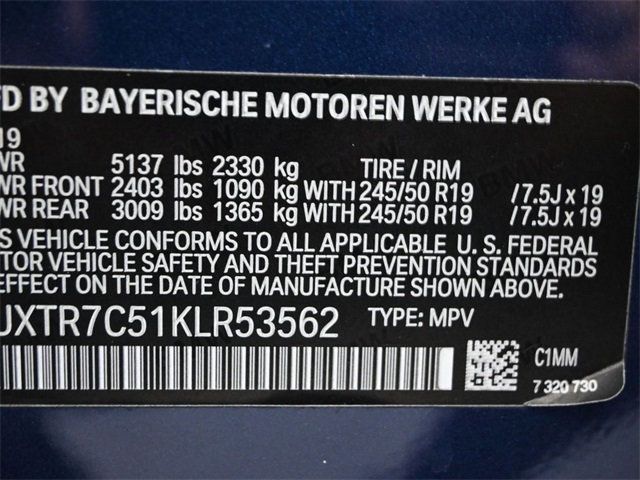 FD BY BAYERISCHE MOTOREN WERKE AG
19
WR 5137 lbs 2330 kg TIRE / RIM
WR FRONT 2403 lbs 1090 kg WITH 245/50 R19 /7.5J x 19
WR REAR 3009 lbs 1365 kg WITH 245/50 R19 /7.5J x 19
S VEHICLE CONFORMS TO ALL APPLICABLE U. S. FEDERAL
TOR VEHICLE SAFETY AND THEFT PREVENTION STANDARDS
EFFECT ON THE DATE OF MANUFACTURE SHOWN ABOVE.
UXTR7C51KLR53562 TYPE: MPV
C1MM
7 320 730